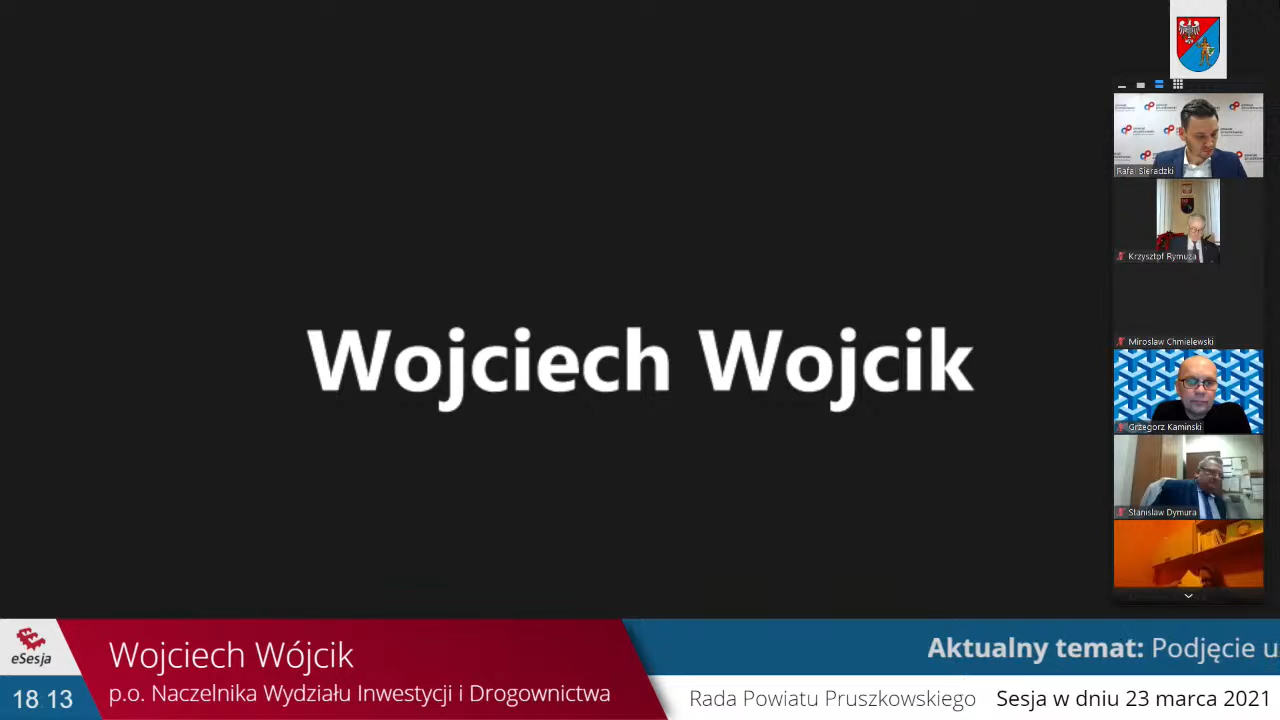 Rafał Sieradzki
Krzysztof Rymuza
Mirosław Chmielewski
Grzegorz Kaminski
Stanisław Dymura
Wojciech Wojcik
eSesja
18 13
Wojciech Wójcik
p.o. Naczelnika Wydziału Inwestycji i Drogownictwa
Aktualny temat: Podjęcie u
Rada Powiatu Pruszkowskiego Sesja w dniu 23 marca 2021